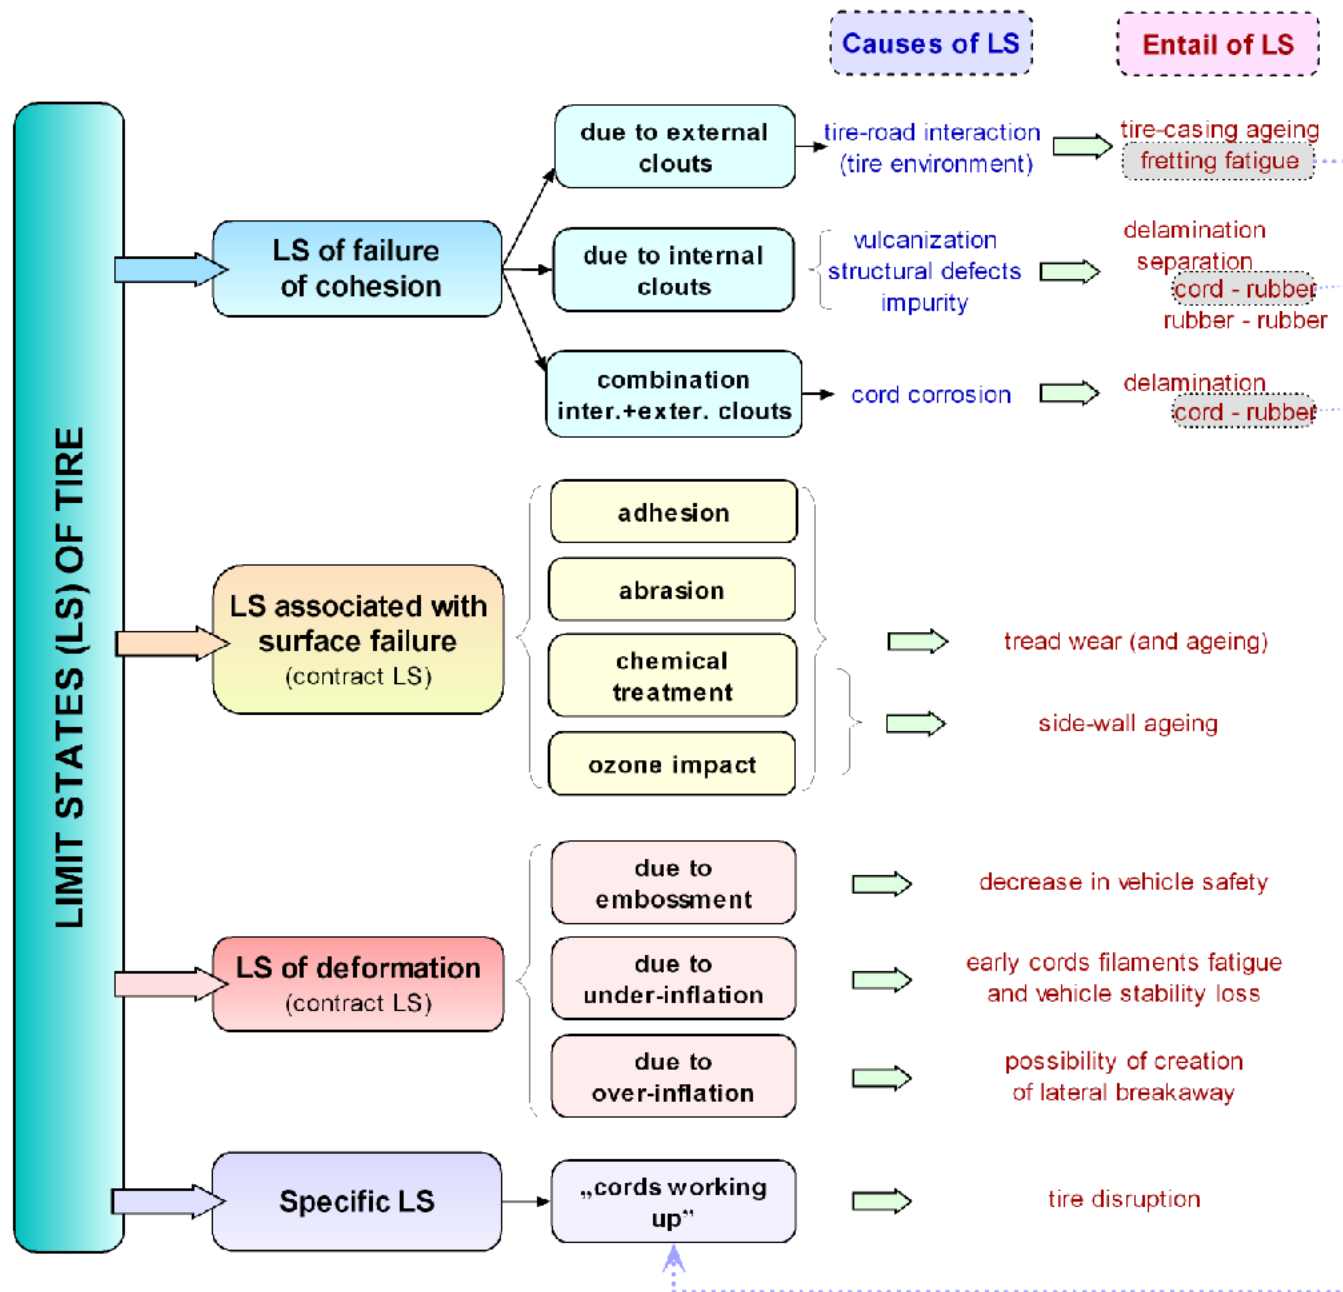 Causes of LS
Entail of LS
LIMIT STATES (LS) OF TIRE
LS of failure
of cohesion
due to external
clouts
tire-road interaction
(tire environment)
tire-casing ageing
fretting fatigue
due to internal
clouts
vulcanization
structural defects
impurity
delamination
separation
cord - rubber
rubber - rubber
combination
inter.+exter. clouts
cord corrosion
delamination
cord - rubber
LS associated with
surface failure
(contract LS)
adhesion
abrasion
chemical
treatment
ozone impact
tread wear (and ageing)
side-wall ageing
LS of deformation
(contract LS)
due to
embossment
decrease in vehicle safety
due to
under-inflation
early cords filaments fatigue
and vehicle stability loss
due to
over-inflation
possibility of creation
of lateral breakaway
Specific LS
„cords working
up”
tire disruption